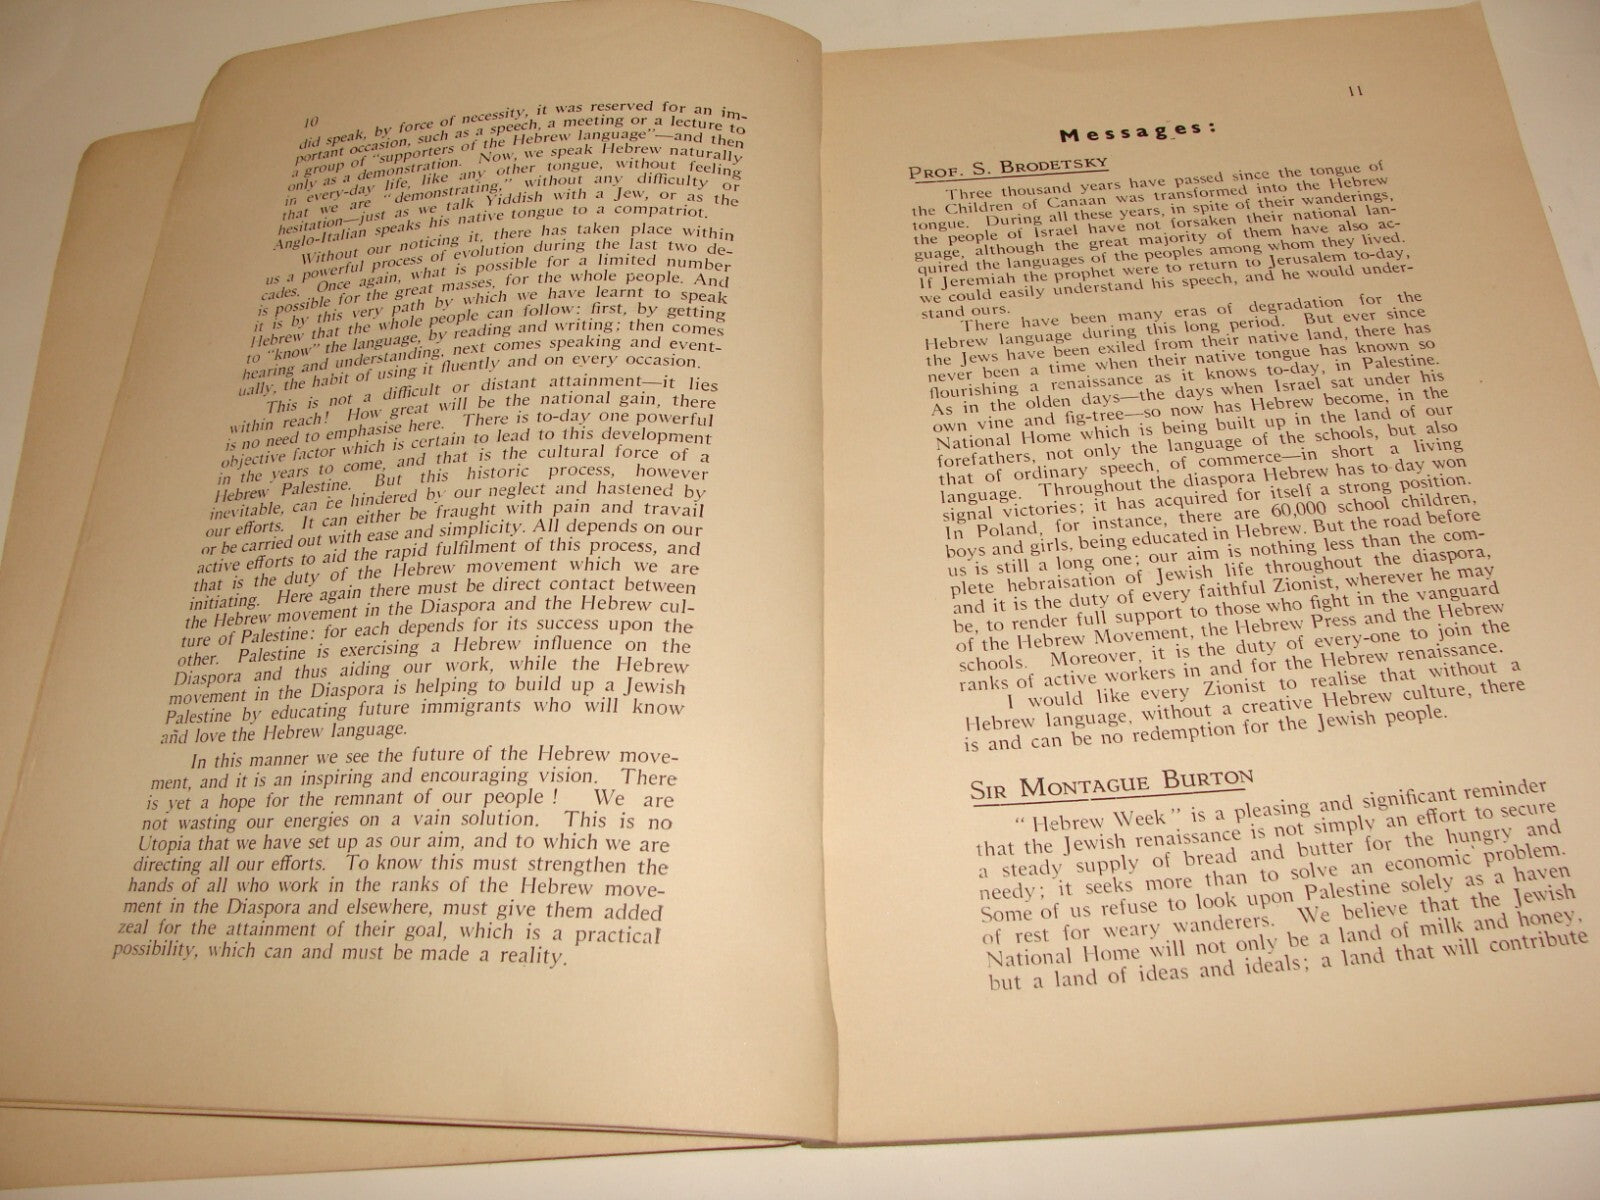 10
did speak, by force of necessity, it was reserved for an im-
portant occasion, such as a speech, a meeting or a lecture to
a group of "supporters of the Hebrew language"—and then
only as a demonstration. Now, we speak Hebrew naturally
in every-day life, like any other tongue, without feeling
that we are "demonstrating," without any difficulty or
hesitation—just as we talk Yiddish with a Jew, or as the
Anglo-Italian speaks his native tongue to a compatriot.
Without our noticing it, there has taken place within
us a powerful process of evolution during the last two de-
cades. Once again, what is possible for a limited number
is possible for the great masses, for the whole people. And
it is by this very path by which we have learnt to speak
Hebrew that the whole people can follow: first, by getting
to "know" the language, by reading and writing; then comes
hearing and understanding, next comes speaking and event-
ually, the habit of using it fluently and on every occasion.
This is not a difficult or distant attainment—it lies
within reach! How great will be the national gain, there
is no need to emphasise here. There is to-day one powerful
objective factor which is certain to lead to this development
in the years to come, and that is the cultural force of a
Hebrew Palestine. But this historic process, however
inevitable, can be hindered by our neglect and hastened by
our efforts. It can either be fraught with pain and travail
or be carried out with ease and simplicity. All depends on our
active efforts to aid the rapid fulfilment of this process, and
that is the duty of the Hebrew movement which we are
initiating. Here again there must be direct contact between
the Hebrew movement in the Diaspora and the Hebrew cul-
ture of Palestine: for each depends for its success upon the
other. Palestine is exercising a Hebrew influence on the
Diaspora and thus aiding our work, while the Hebrew
movement in the Diaspora is helping to build up a Jewish
Palestine by educating future immigrants who will know
and love the Hebrew language.
In this manner we see the future of the Hebrew move-
ment, and it is an inspiring and encouraging vision. There
is yet a hope for the remnant of our people ! We are
not wasting our energies on a vain solution. This is no
Utopia that we have set up as our aim, and to which we are
directing all our efforts. To know this must strengthen the
hands of all who work in the ranks of the Hebrew move-
ment in the Diaspora and elsewhere, must give them added
zeal for the attainment of their goal, which is a practical
possibility, which can and must be made a reality.
11
Messages:
PROF. S. BRODETSKY
Three thousand years have passed since the tongue of
the Children of Canaan was transformed into the Hebrew
tongue. During all these years, in spite of their wanderings,
the people of Israel have not forsaken their national lan-
guage, although the great majority of them have also ac-
quired the languages of the peoples among whom they lived.
If Jeremiah the prophet were to return to Jerusalem to-day,
we could easily understand his speech, and he would under-
stand ours.
There have been many eras of degradation for the
Hebrew language during this long period. But ever since
the Jews have been exiled from their native land, there has
never been a time when their native tongue has known so
flourishing a renaissance as it knows to-day, in Palestine.
As in the olden days—the days when Israel sat under his
own vine and fig-tree—so now has Hebrew become, in the
National Home which is being built up in the land of our
forefathers, not only the language of the schools, but also
that of ordinary speech, of commerce—in short a living
language. Throughout the diaspora Hebrew has to day won
signal victories; it has acquired for itself a strong position.
In Poland, for instance, there are 60,000 school children,
boys and girls, being educated in Hebrew. But the road before
us is still a long one; our aim is nothing less than the com-
plete hebraisation of Jewish life throughout the diaspora,
and it is the duty of every faithful Zionist, wherever he may
be, to render full support to those who fight in the vanguard
of the Hebrew Movement, the Hebrew Press and the Hebrew
schools. Moreover, it is the duty of every-one to join the
ranks of active workers in and for the Hebrew renaissance.
I would like every Zionist to realise that without a
Hebrew language, without a creative Hebrew culture, there
is and can be no redemption for the Jewish people.
SIR MONTAGUE BURTON
" Hebrew Week " is a pleasing and significant reminder
that the Jewish renaissance is not simply an effort to secure
a steady supply of bread and butter for the hungry and
needy; it seeks more than to solve an economic problem.
Some of us refuse to look upon Palestine solely as a haven
of rest for weary wanderers. We believe that the Jewish
National Home will not only be a land of milk and honey,
but a land of ideas and ideals; a land that will contribute